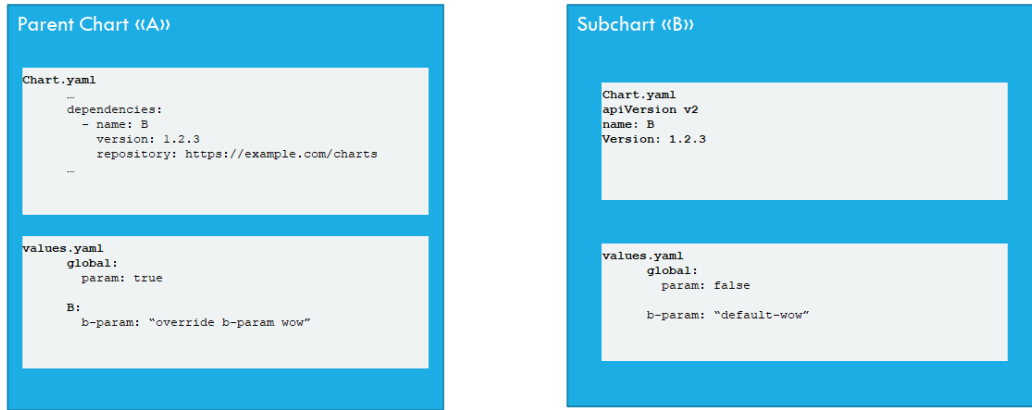 Parent Chart «A»
Chart.yaml
…
dependencies:
- name: B
version: 1.2.3
repository: https://example.com/charts
…
values.yaml
global:
param: true
B:
b-param: “override b-param wow”
Subchart «B»
Chart.yaml
apiVersion v2
name: B
Version: 1.2.3
values.yaml
global:
param: false
b-param: “default-wow”